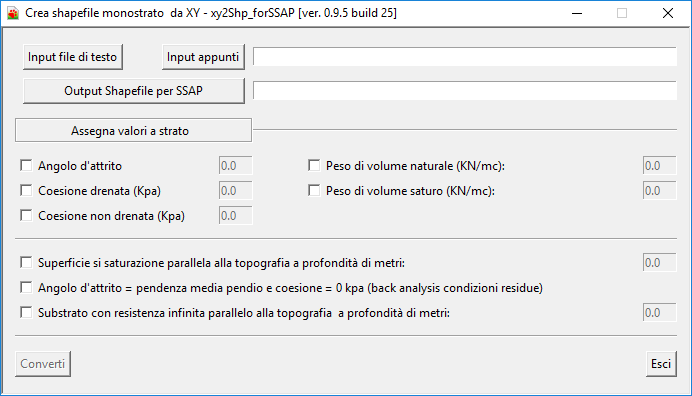 Crea shapefile monostrato da XY - xy2Shp_forSSAP [ver. 0.9.5 build 25]
Input file di testo Input appunti
Output Shapefile per SSAP
Assegna valori a strato
Angolo d'attrito 0.0 Peso di volume naturale (KN/mc): 0.0
Coesione drenata (Kpa) 0.0 Peso di volume saturo (KN/mc): 0.0
Coesione non drenata (Kpa) 0.0
Superficie si saturazione parallela alla topografia a profondità di metri: 0.0
Angolo d'attrito = pendenza media pendio e coesione = 0 kpa (back analysis condizioni residue)
Substrato con resistenza infinita parallelo alla topografia a profondità di metri: 0.0
Converti Esci